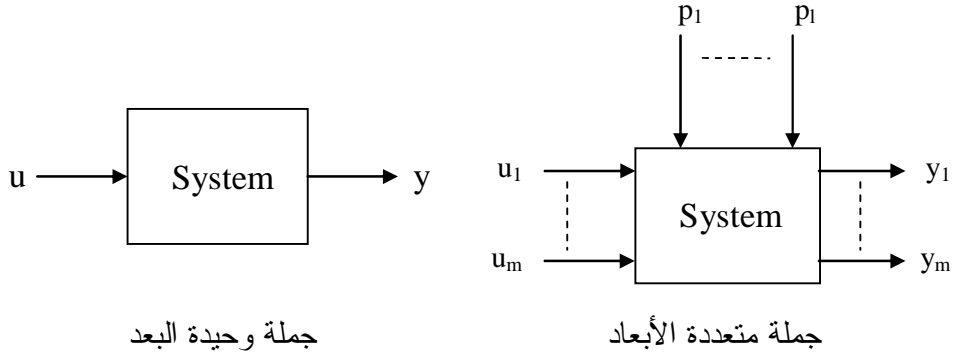 p₁ pₗ
u System y
u₁ System y₁
uₘ yₘ
جملة وحيدة البعد
جملة متعددة الأبعاد